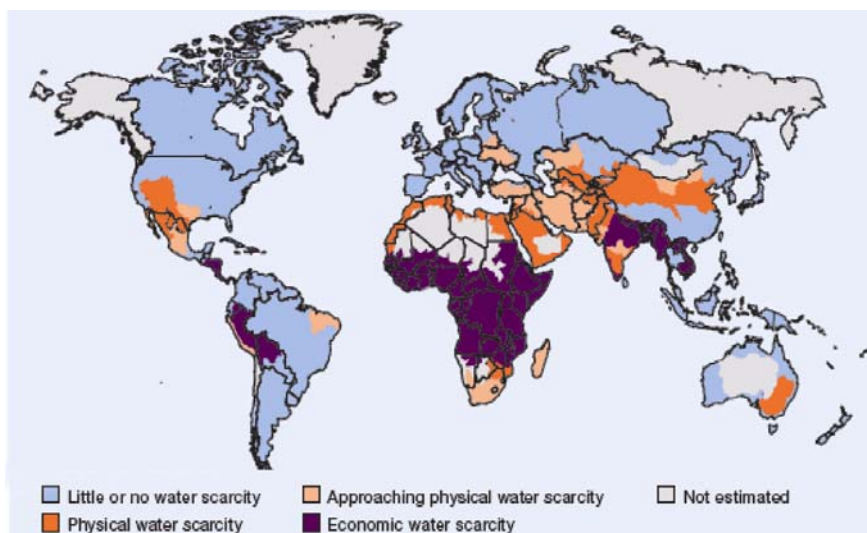 Little or no water scarcity
Approaching physical water scarcity
Not estimated
Physical water scarcity
Economic water scarcity